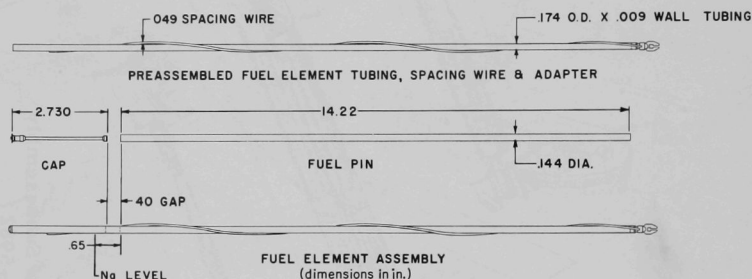 049 SPACING WIRE
.174 O.D. X .009 WALL TUBING
PREASSEMBLED FUEL ELEMENT TUBING, SPACING WIRE & ADAPTER
2.730
14.22
CAP
FUEL PIN
.144 DIA.
40 GAP
.65
FUEL ELEMENT ASSEMBLY
(dimensions in in.)
Na LEVEL